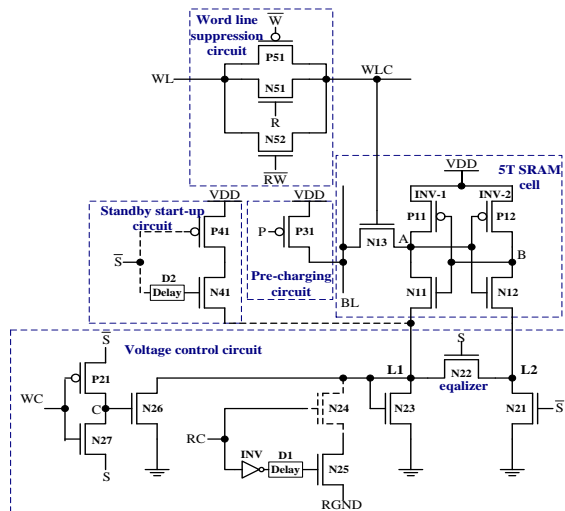 Word line
suppression
circuit
W
P51
WL
N51
WLC
R
N52
RW
5T SRAM
cell
VDD
INV-1
INV-2
P11
P12
Standby start-up
circuit
VDD
P41
S
D2
Delay
N41
VDD
P
P31
Pre-charging
circuit
N13
A
B
N11
N12
BL
Voltage control circuit
S
P21
WC
C
N26
N27
S
L1
S
N22
eqalizer
L2
N24
N23
N21
S
RC
INV
D1
Delay
N25
RGND